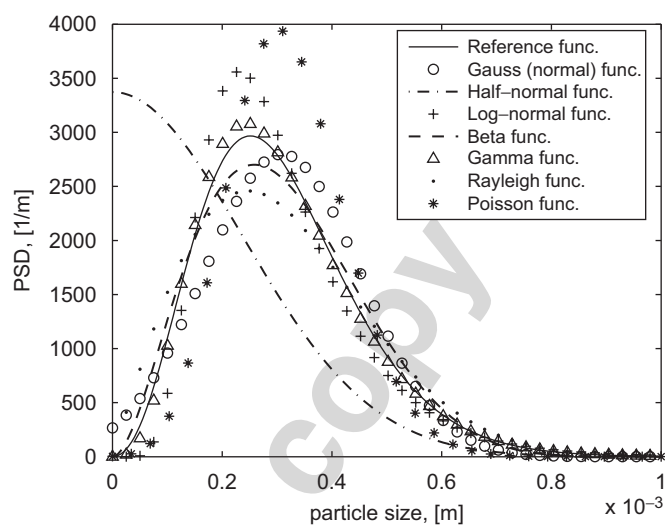 4000
3500
3000
2500
2000
1500
1000
500
0
PSD, [1/m]
Reference func.
Gauss (normal) func.
Half–normal func.
Log–normal func.
Beta func.
Gamma func.
Rayleigh func.
Poisson func.
copy
0 0.2 0.4 0.6 0.8 1
x 10⁻³
particle size, [m]